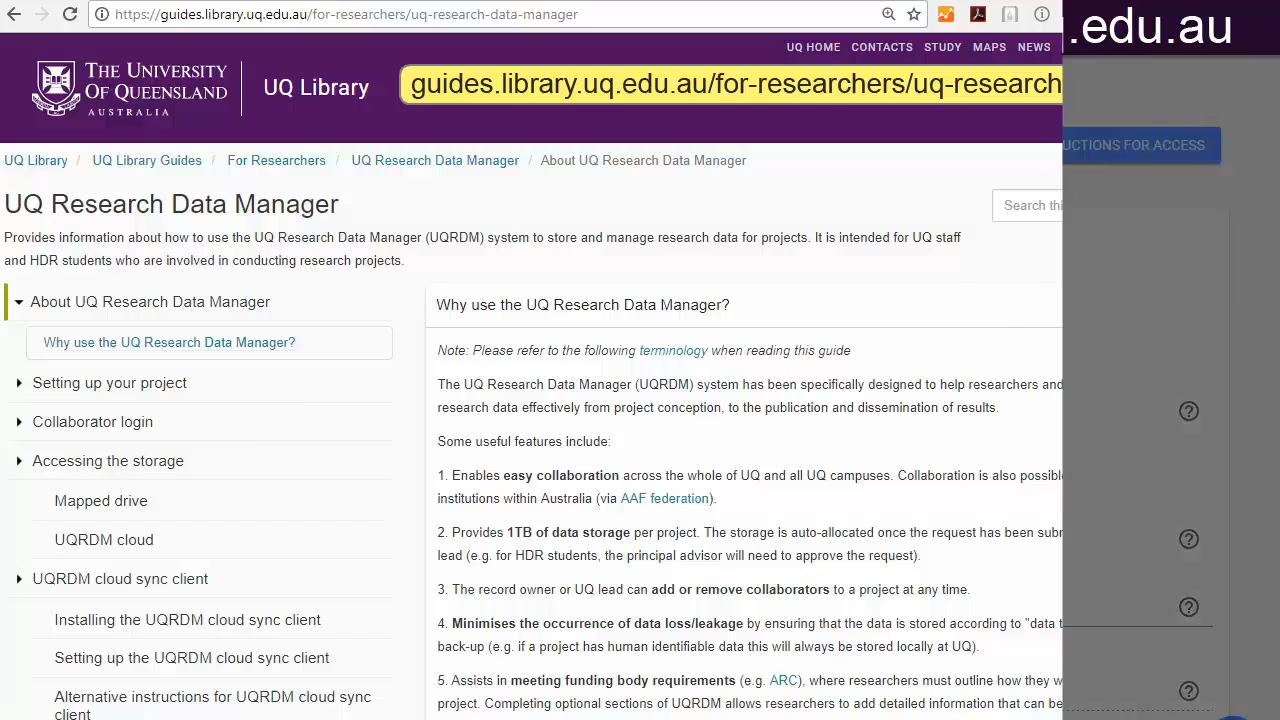 https://guides.library.uq.edu.au/for-researchers/uq-research-data-manager
.edu.au
UQ HOME CONTACTS STUDY MAPS NEWS
THE UNIVERSITY
OF QUEENSLAND
AUSTRALIA
UQ Library
guides.library.uq.edu.au/for-researchers/uq-research
UCTIONS FOR ACCESS
UQ Library / UQ Library Guides / For Researchers / UQ Research Data Manager / About UQ Research Data Manager
UQ Research Data Manager
Search thi
Provides information about how to use the UQ Research Data Manager (UQRDM) system to store and manage research data for projects. It is intended for UQ staff
and HDR students who are involved in conducting research projects.
About UQ Research Data Manager
Why use the UQ Research Data Manager?
Setting up your project
Collaborator login
Accessing the storage
Mapped drive
UQRDM cloud
UQRDM cloud sync client
Installing the UQRDM cloud sync client
Setting up the UQRDM cloud sync client
Alternative instructions for UQRDM cloud sync
client
Why use the UQ Research Data Manager?
Note: Please refer to the following terminology when reading this guide
The UQ Research Data Manager (UQRDM) system has been specifically designed to help researchers and
research data effectively from project conception, to the publication and dissemination of results.
Some useful features include:
1. Enables easy collaboration across the whole of UQ and all UQ campuses. Collaboration is also possibl
institutions within Australia (via AAF federation).
2. Provides 1TB of data storage per project. The storage is auto-allocated once the request has been subm
lead (e.g. for HDR students, the principal advisor will need to approve the request).
3. The record owner or UQ lead can add or remove collaborators to a project at any time.
4. Minimises the occurrence of data loss/leakage by ensuring that the data is stored according to "data t
back-up (e.g. if a project has human identifiable data this will always be stored locally at UQ).
5. Assists in meeting funding body requirements (e.g. ARC), where researchers must outline how they w
project. Completing optional sections of UQRDM allows researchers to add detailed information that can be